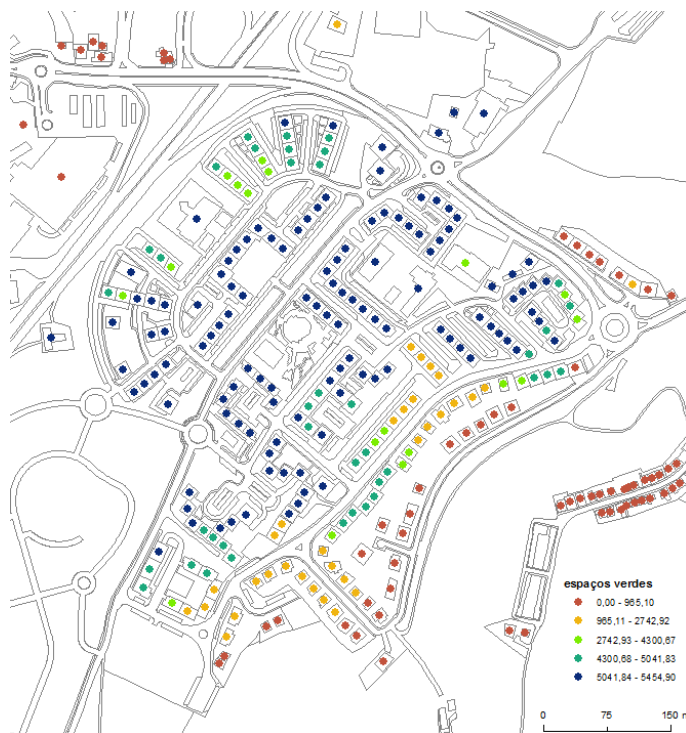 espaços verdes
0,00 - 965,10
965,11 - 2742,92
2742,93 - 4300,67
4300,68 - 5041,83
5041,84 - 5454,90
0 75 150 m